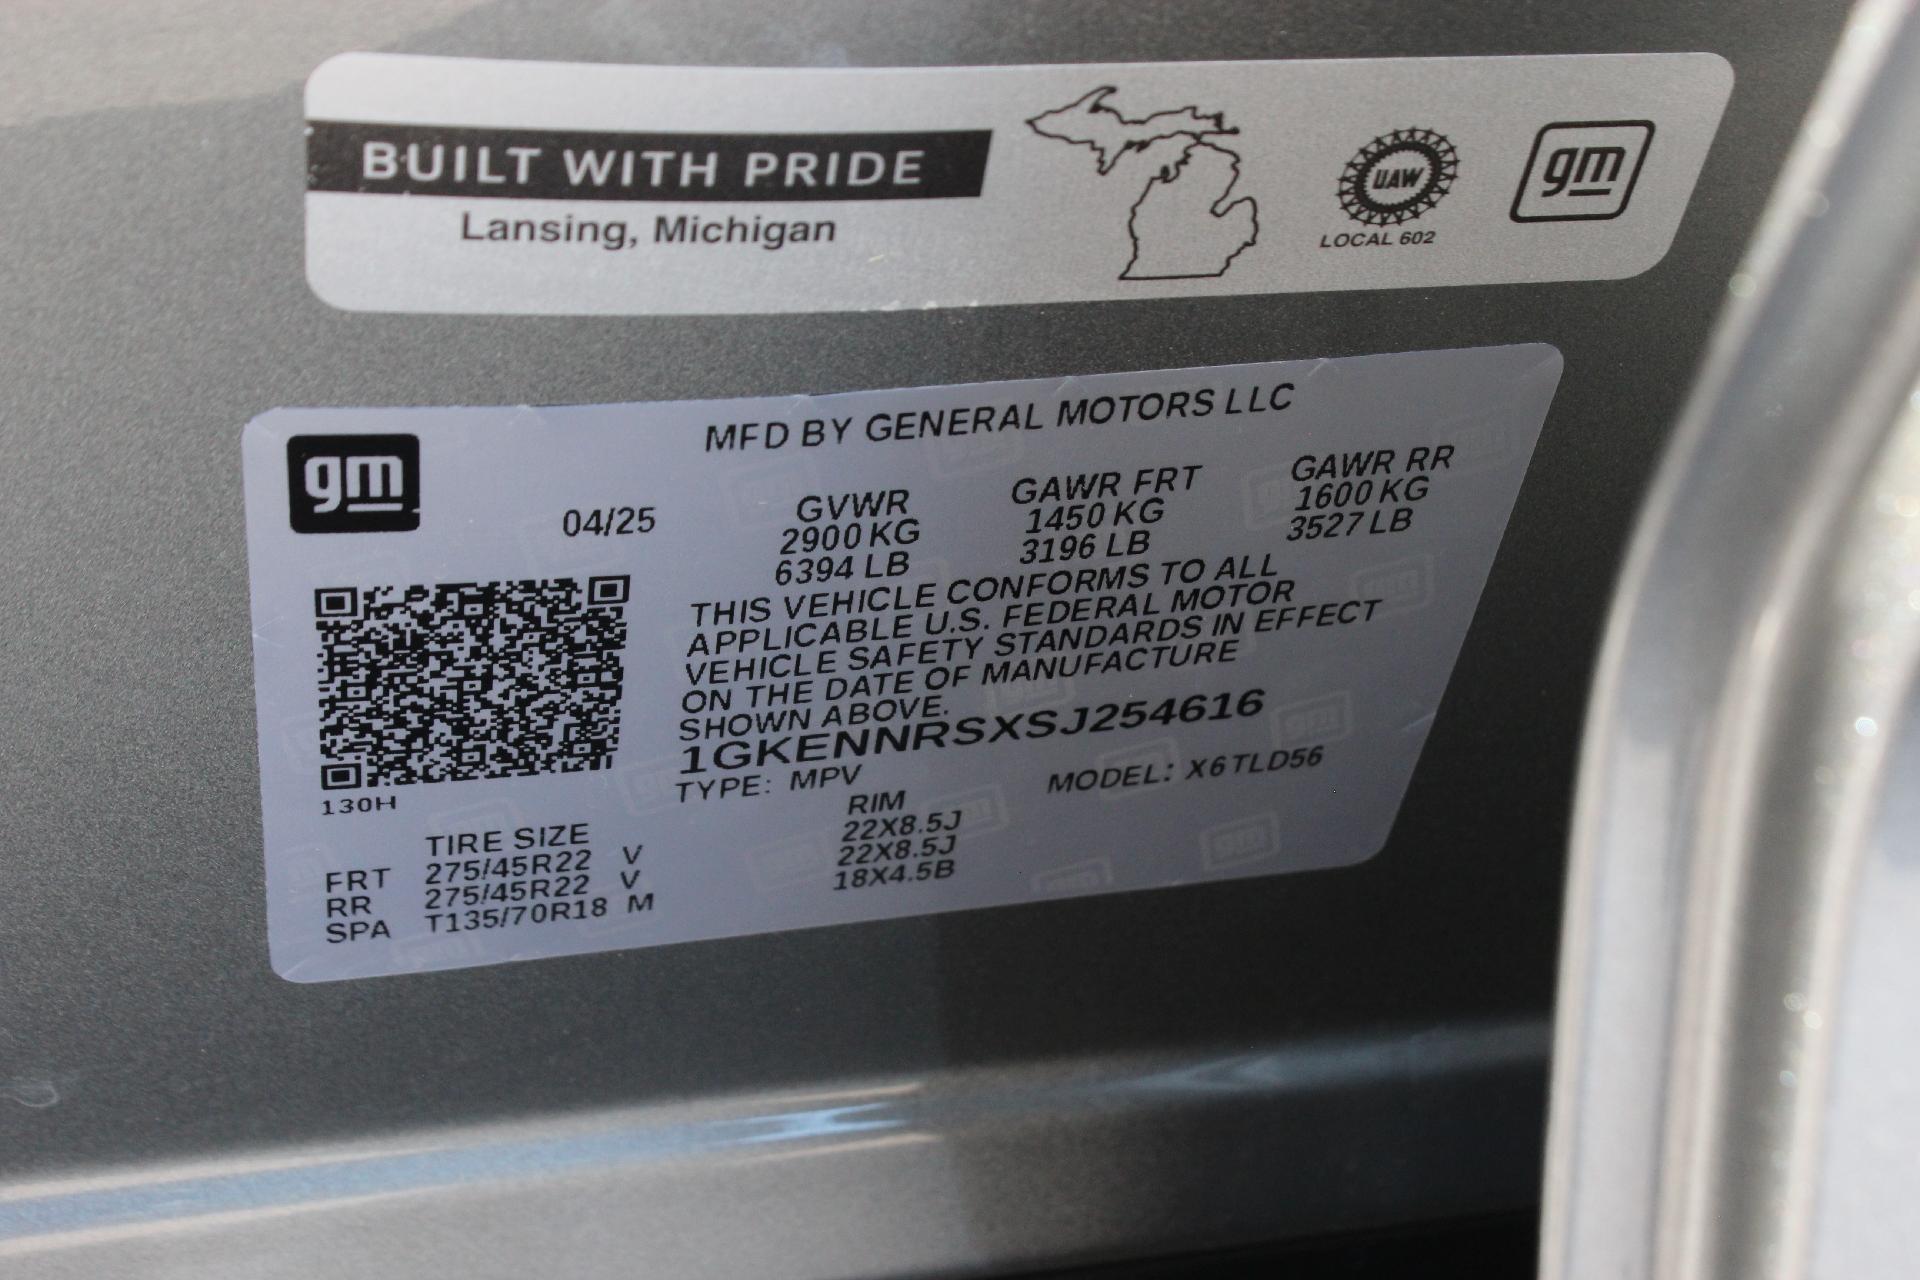 BUILT WITH PRIDE
Lansing, Michigan
UAW
LOCAL 602
gm
gm
MFD BY GENERAL MOTORS LLC
04/25
GVWR GAWR FRT GAWR RR
2900 KG 1450 KG 1600 KG
6394 LB 3196 LB 3527 LB
THIS VEHICLE CONFORMS TO ALL
APPLICABLE U.S. FEDERAL MOTOR
VEHICLE SAFETY STANDARDS IN EFFECT
ON THE DATE OF MANUFACTURE
SHOWN ABOVE.
1GKENNRSXSJ254616
TYPE: MPV MODEL: X6TLD56
130H
TIRE SIZE RIM
FRT 275/45R22 V 22X8.5J
RR 275/45R22 V 22X8.5J
SPA T135/70R18 M 18X4.5B